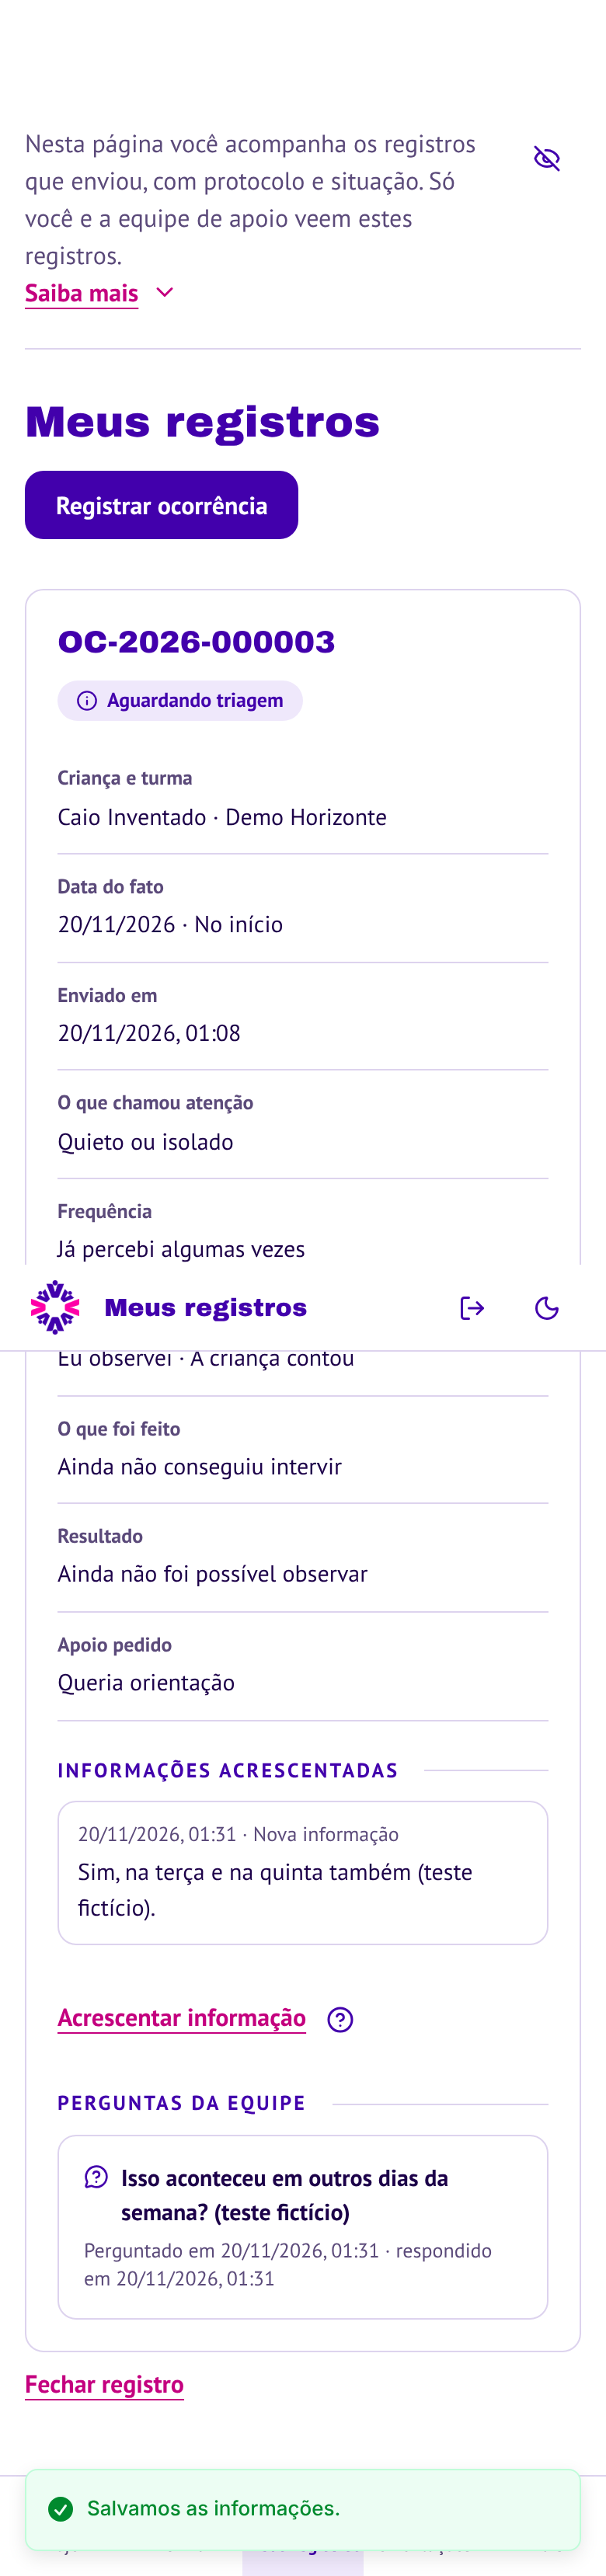 Nesta página você acompanha os registros
que enviou, com protocolo e situação. Só
você e a equipe de apoio veem estes
registros.
Saiba mais
Meus registros
Registrar ocorrência
OC-2026-000003
Aguardando triagem
Criança e turma
Caio Inventado · Demo Horizonte
Data do fato
20/11/2026 · No início
Enviado em
20/11/2026, 01:08
O que chamou atenção
Quieto ou isolado
Frequência
Já percebi algumas vezes
Meus registros
Eu observei · A criança contou
O que foi feito
Ainda não conseguiu intervir
Resultado
Ainda não foi possível observar
Apoio pedido
Queria orientação
INFORMAÇÕES ACRESCENTADAS
20/11/2026, 01:31 · Nova informação
Sim, na terça e na quinta também (teste
fictício).
Acrescentar informação
PERGUNTAS DA EQUIPE
Isso aconteceu em outros dias da
semana? (teste fictício)
Perguntado em 20/11/2026, 01:31 · respondido
em 20/11/2026, 01:31
Fechar registro
Salvamos as informações.